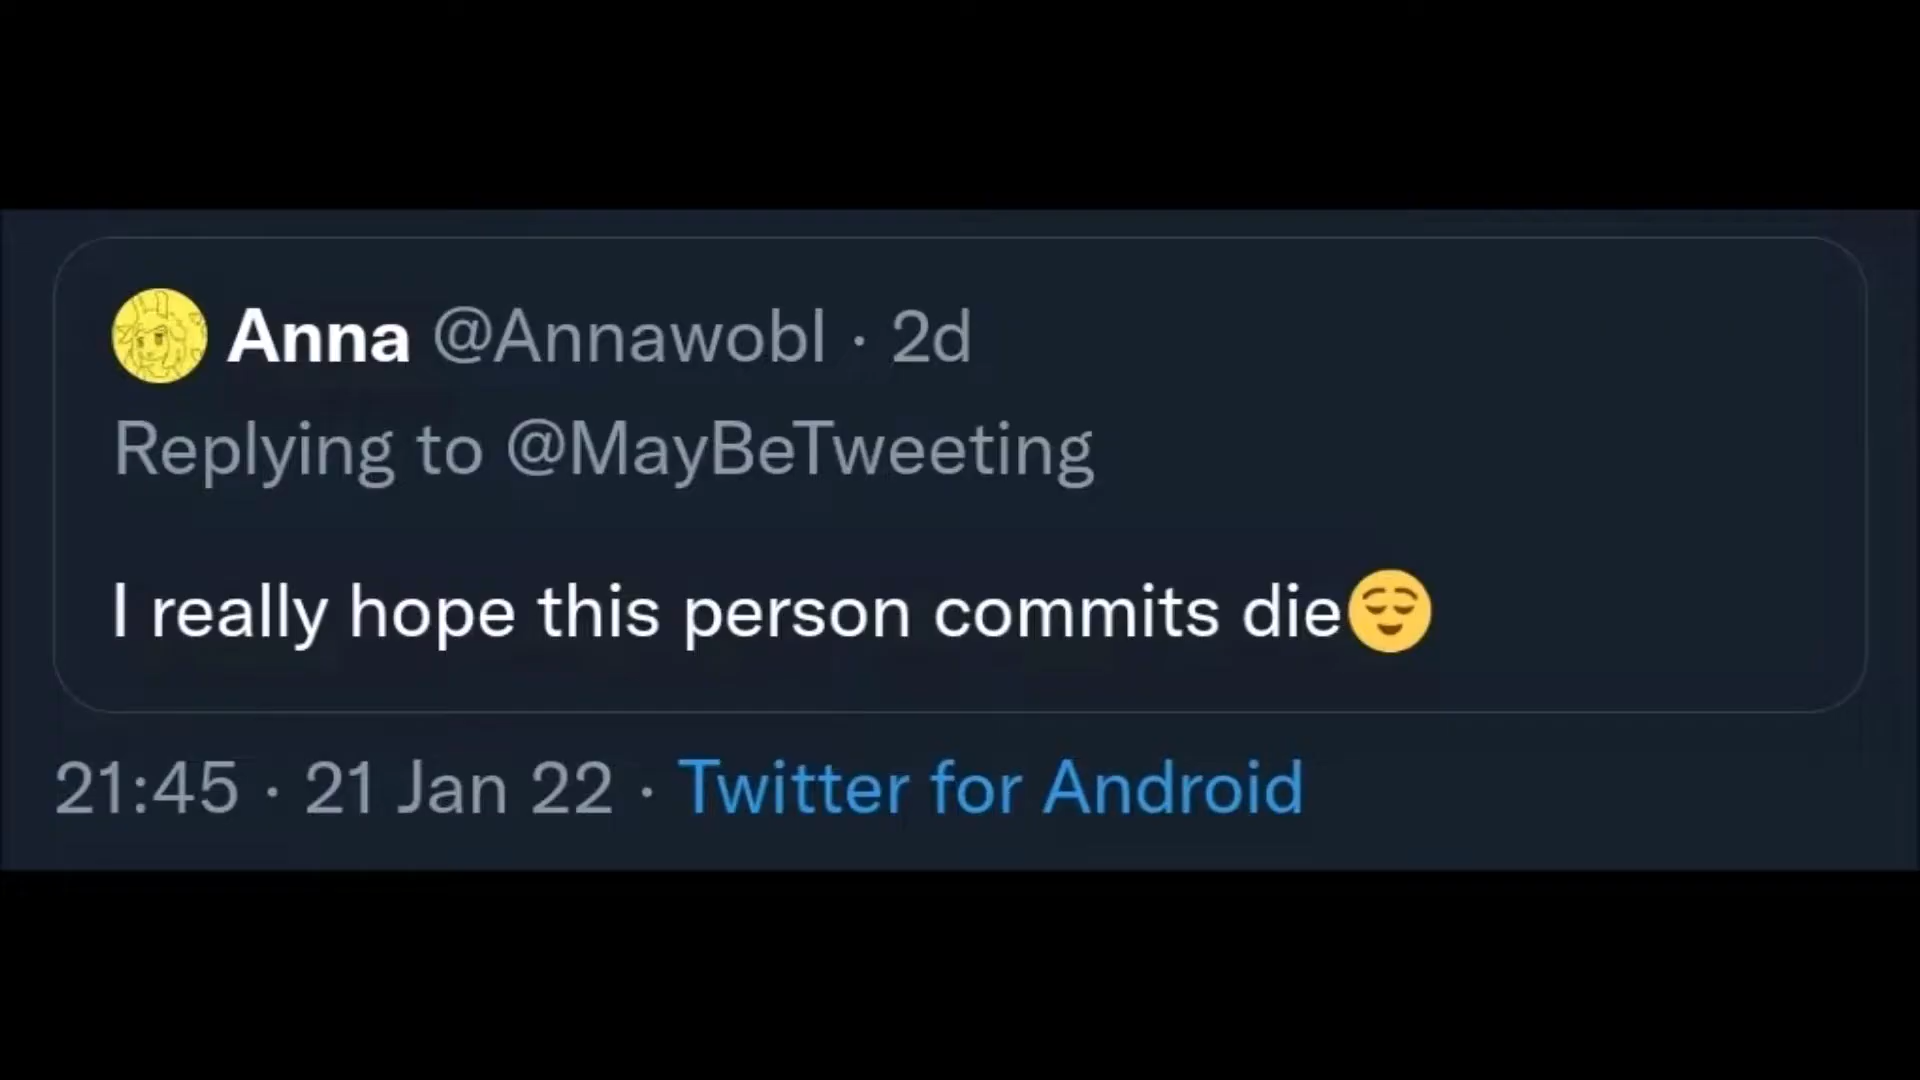 Anna @Annawobl · 2d
Replying to @MayBeTweeting
I really hope this person commits die😌
21:45 · 21 Jan 22 · Twitter for Android